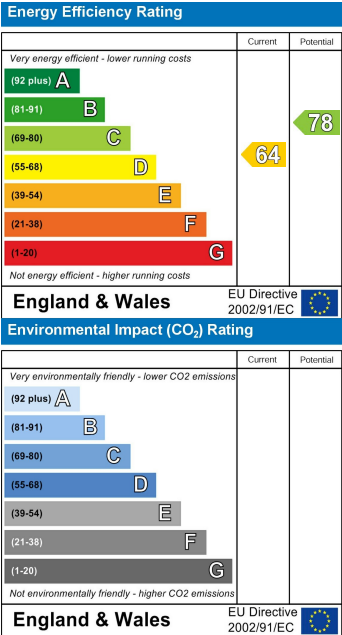 Energy Efficiency Rating
Current Potential
Very energy efficient - lower running costs
(92 plus) A
(81-91) B
(69-80) C
(55-68) D
(39-54) E
(21-38) F
(1-20) G
64
78
Not energy efficient - higher running costs
England & Wales
EU Directive
2002/91/EC
Environmental Impact (CO₂) Rating
Current Potential
Very environmentally friendly - lower CO2 emissions
(92 plus) A
(81-91) B
(69-80) C
(55-68) D
(39-54) E
(21-38) F
(1-20) G
Not environmentally friendly - higher CO2 emissions
England & Wales
EU Directive
2002/91/EC